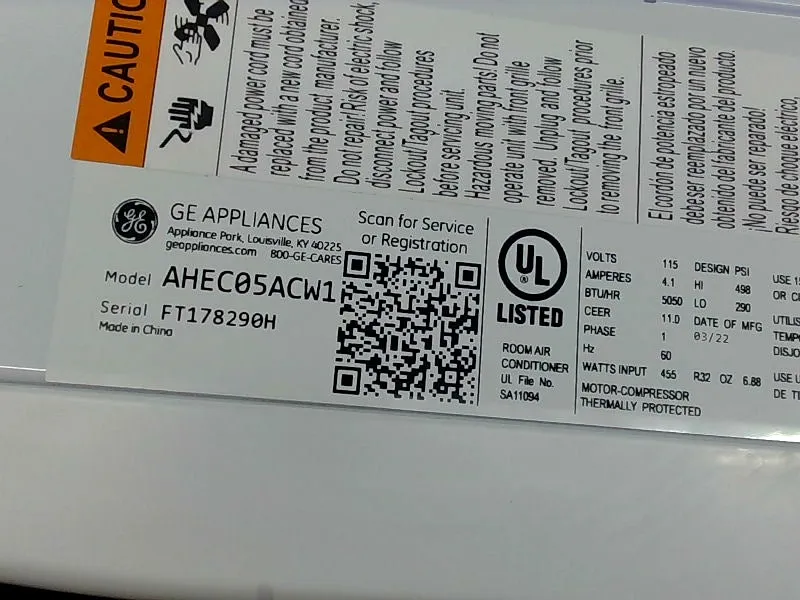 CAUTIO
A damaged power cord must be
replaced with a new cord obtained
from the product manufacturer.
Do not repair! Risk of electric shock,
disconnect power and follow
Lockout/Tagout procedures
before servicing unit.
Hazardous moving parts! Do not
operate unit with front grille
removed. Unplug and follow
Lockout/Tagout procedures prior
to removing the front grille.
El cordón de potencia estropeado
debeser reemplazado por un nuevo
obtenido del fabricante del producto.
¡No puede ser reparado!
Riesgo de choque eléctrico,
GE
GE APPLIANCES
Appliance Park, Louisville, KY 40225
geappliances.com 800-GE-CARES
Model AHEC05ACW1
Serial FT178290H
Made in China
Scan for Service
or Registration
UL
®
LISTED
ROOM AIR
CONDITIONER
UL File No.
SA11094
VOLTS 115
AMPERES 4.1
BTU/HR 5050
CEER 11.0
PHASE 1
Hz 60
WATTS INPUT 455
MOTOR-COMPRESSOR
THERMALLY PROTECTED
DESIGN PSI
HI 498
LO 290
DATE OF MFG
03/22
R32 OZ 6.88
USE
OR
DE